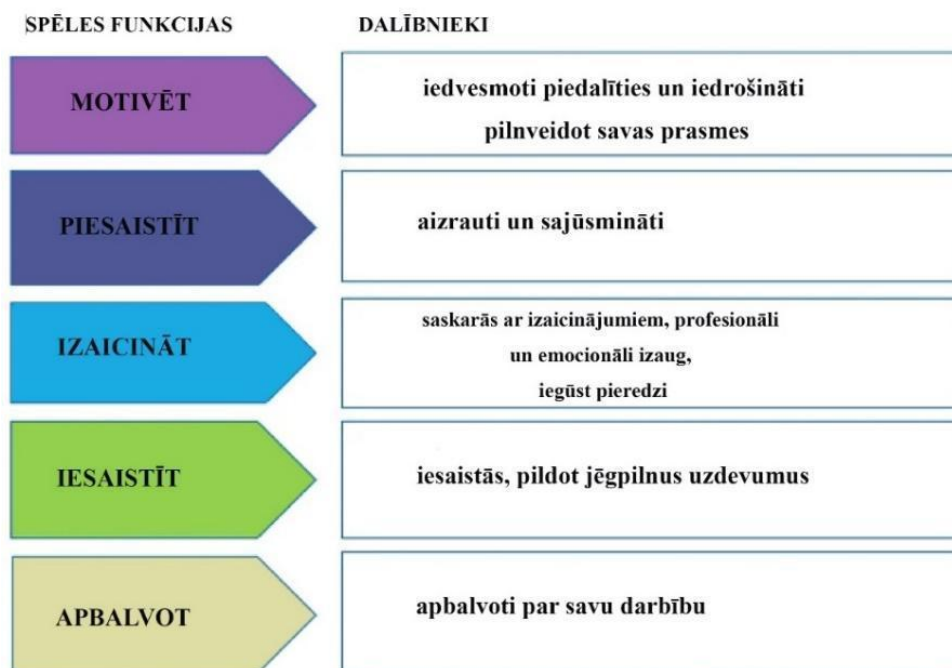 SPĒLES FUNKCIJAS
DALĪBNIEKI
MOTIVĒT
iedvesmoti piedalīties un iedrošināti
pilnveidot savas prasmes
PIESAISTĪT
aizrauti un sajūsmināti
IZAICINĀT
saskarās ar izaicinājumiem, profesionāli
un emocionāli izaug,
iegūst pieredzi
IESAISTĪT
iesaistās, pildot jēgpilnus uzdevumus
APBALVOT
apbalvoti par savu darbību